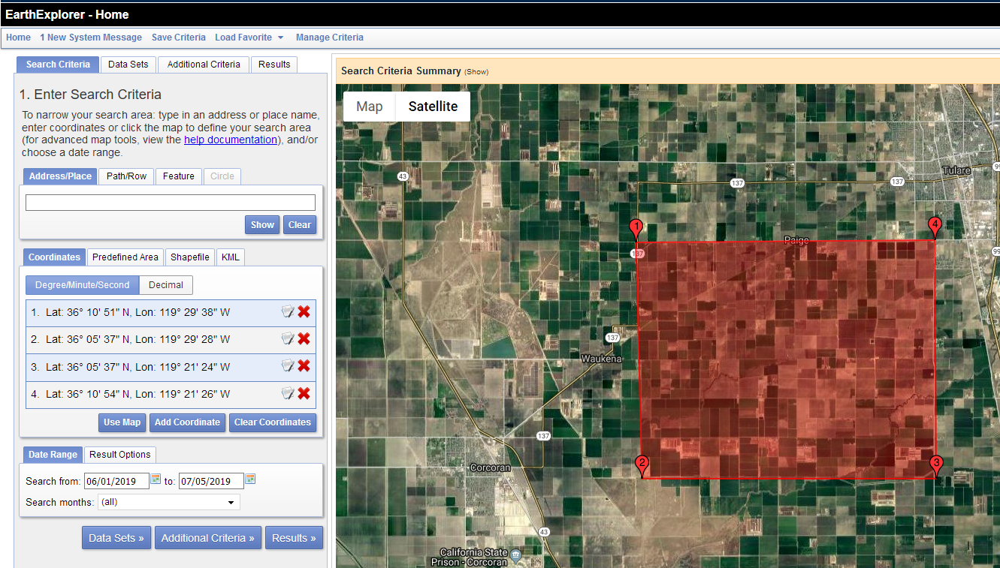 EarthExplorer - Home
Home 1 New System Message Save Criteria Load Favorite Manage Criteria
Search Criteria Data Sets Additional Criteria Results
1. Enter Search Criteria
To narrow your search area: type in an address or place name,
enter coordinates or click the map to define your search area
(for advanced map tools, view the help documentation), and/or
choose a date range.
Address/Place Path/Row Feature Circle
Show Clear
Coordinates Predefined Area Shapefile KML
Degree/Minute/Second Decimal
1. Lat: 36° 10' 51" N, Lon: 119° 29' 38" W
2. Lat: 36° 05' 37" N, Lon: 119° 29' 28" W
3. Lat: 36° 05' 37" N, Lon: 119° 21' 24" W
4. Lat: 36° 10' 54" N, Lon: 119° 21' 26" W
Use Map Add Coordinate Clear Coordinates
Date Range Result Options
Search from: 06/01/2019 to: 07/05/2019
Search months: (all)
Data Sets » Additional Criteria » Results »
Search Criteria Summary (Show)
Map Satellite
43
137
137
Tulare
99
1
4
Paige
137
99
137
Waukena
137
2
3
Corcoran
43
California State
Prison - Corcoran